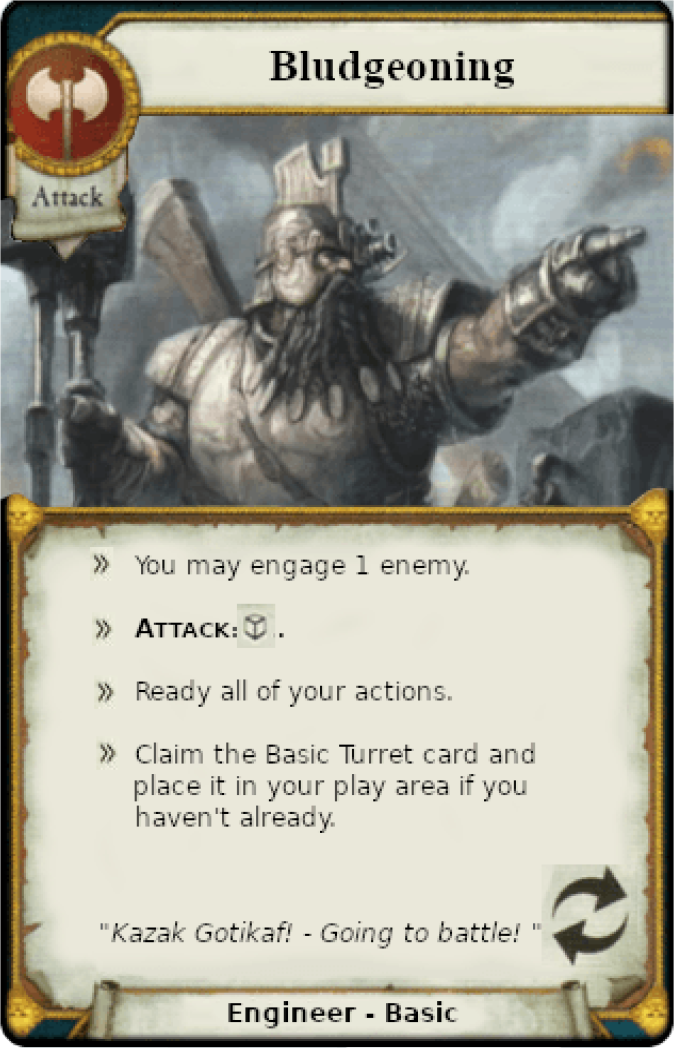 Bludgeoning
Attack
» You may engage 1 enemy.
» ATTACK: .
» Ready all of your actions.
» Claim the Basic Turret card and
place it in your play area if you
haven't already.
"Kazak Gotikaf! - Going to battle! "
Engineer - Basic